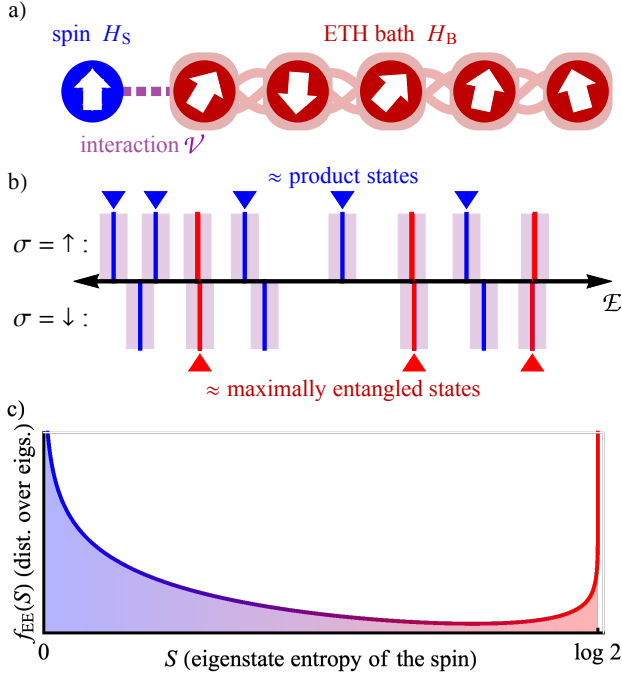 a)
spin H_S
ETH bath H_B
interaction 𝒱
b)
≈ product states
σ = ↑ :
ℰ
σ = ↓ :
≈ maximally entangled states
c)
f_EE(S) (dist. over eigs.)
0
S (eigenstate entropy of the spin)
log 2